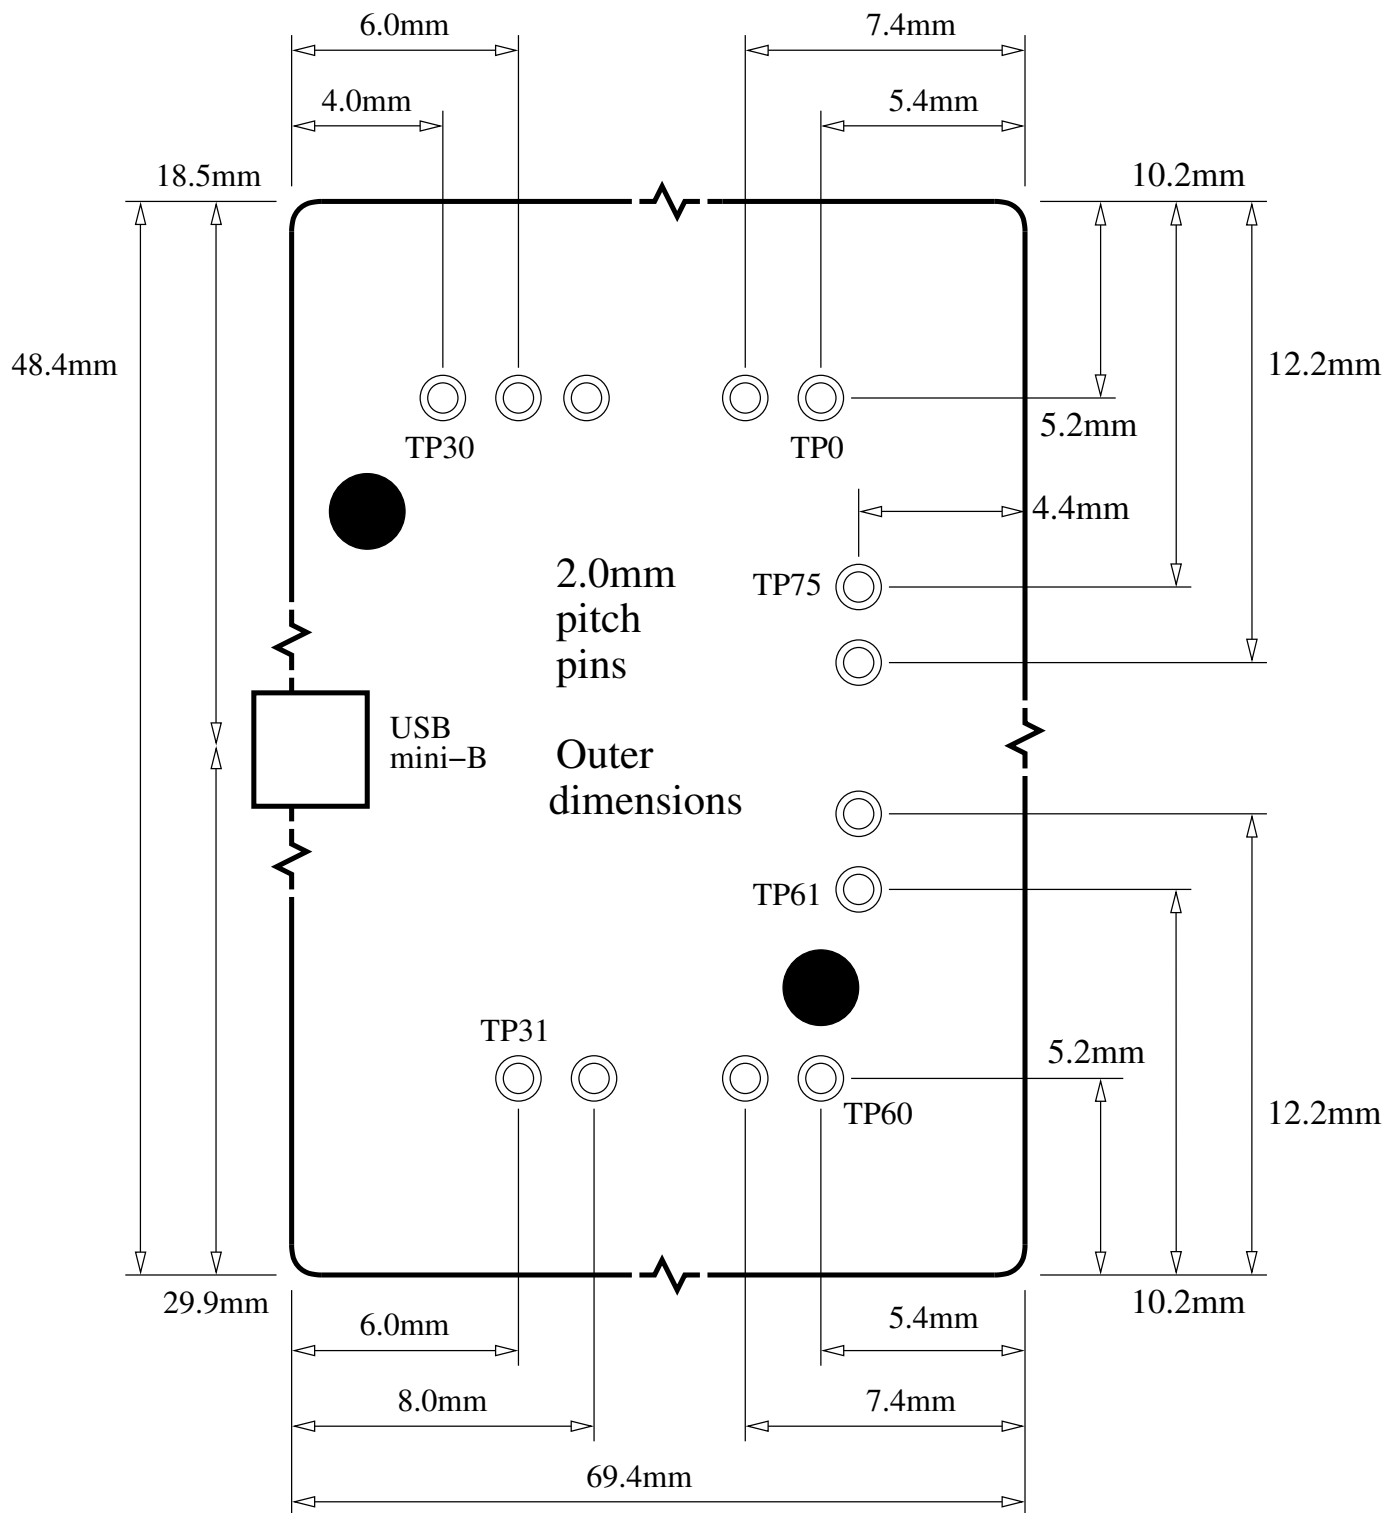 6.0mm
7.4mm
4.0mm
5.4mm
18.5mm
10.2mm
48.4mm
12.2mm
5.2mm
TP30
TP0
4.4mm
2.0mm
pitch
pins
TP75
USB
mini−B
Outer
dimensions
TP61
TP31
5.2mm
TP60
12.2mm
29.9mm
10.2mm
6.0mm
5.4mm
8.0mm
7.4mm
69.4mm